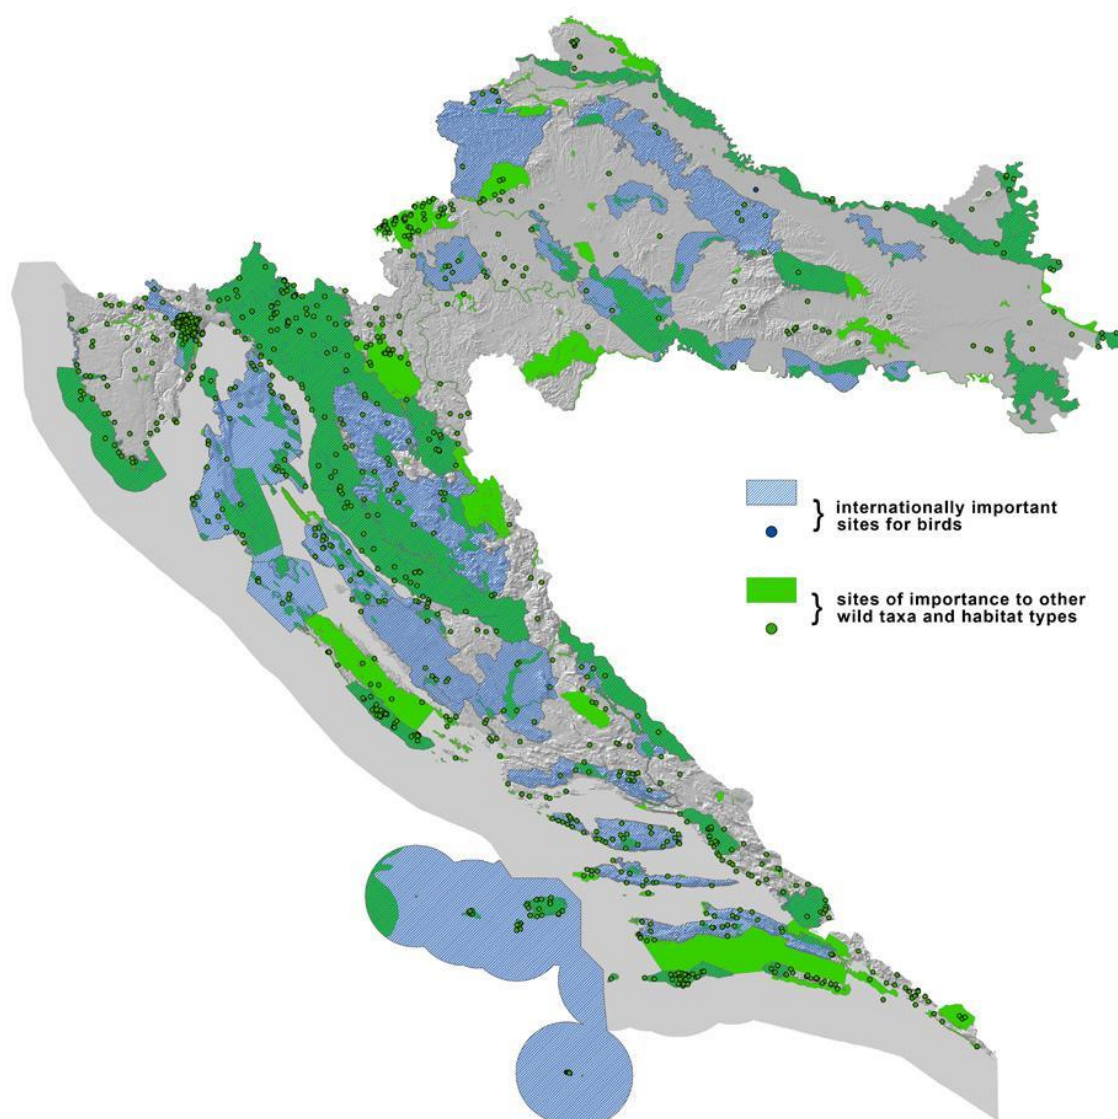 internationally important
sites for birds
sites of importance to other
wild taxa and habitat types